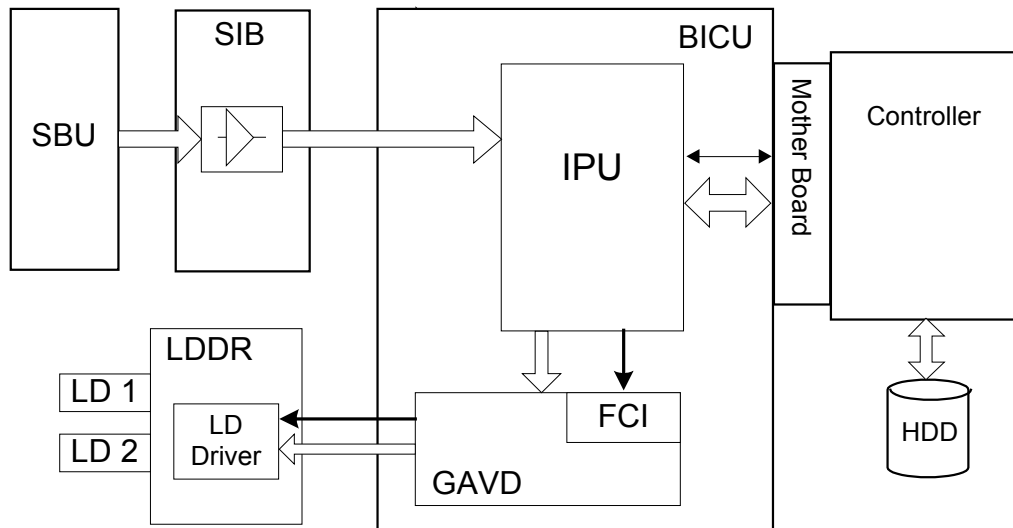 SBU
SIB
BICU
IPU
Mother Board
Controller
HDD
LDDR
LD 1
LD 2
LD
Driver
FCI
GAVD